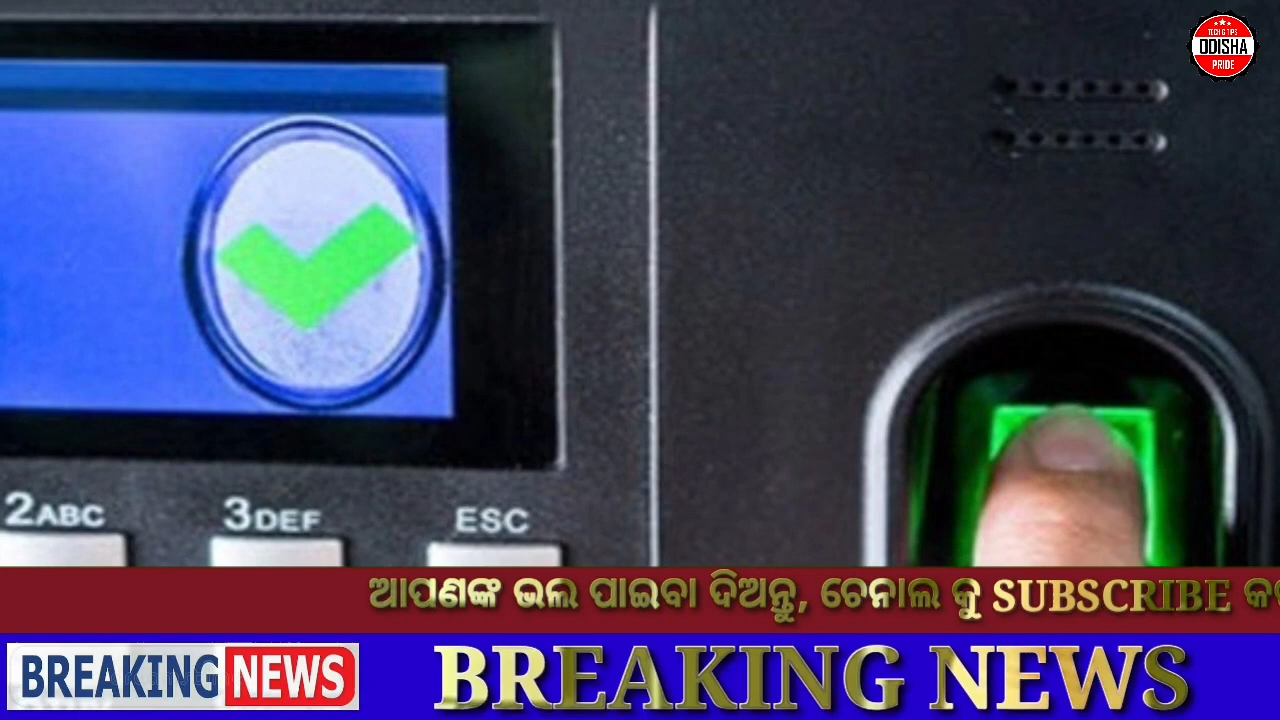 TECH & TIPS
ODISHA
PRIDE
2ABC 3DEF ESC
ଆପଣଙ୍କ ଭଲ ପାଇବା ଦିଅନ୍ତୁ, ଚେନାଲ କୁ SUBSCRIBE
BREAKING NEWS
BREAKING NEWS